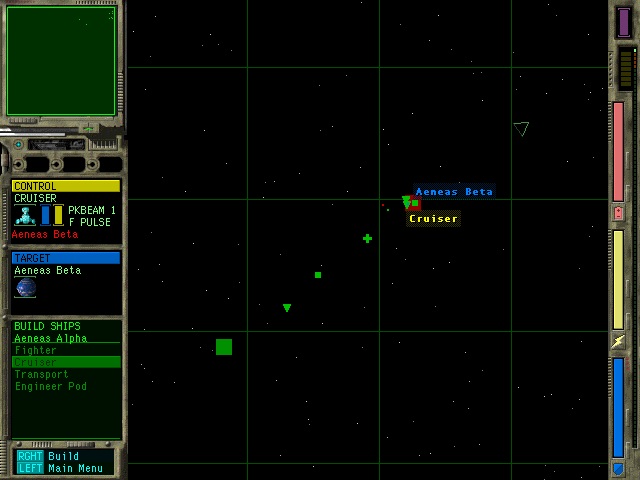 CONTROL
CRUISER
PKBEAM 1
F PULSE
Aeneas Beta
TARGET
Aeneas Beta
BUILD SHIPS
Aeneas Alpha
Fighter
Cruiser
Transport
Engineer Pod
RGHT Build
LEFT Main Menu
Aeneas Beta
Cruiser